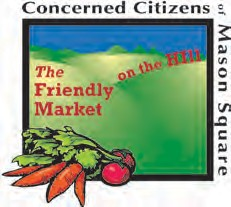 Concerned Citizens of
Mason Square
The
Friendly
Market
on the Hill